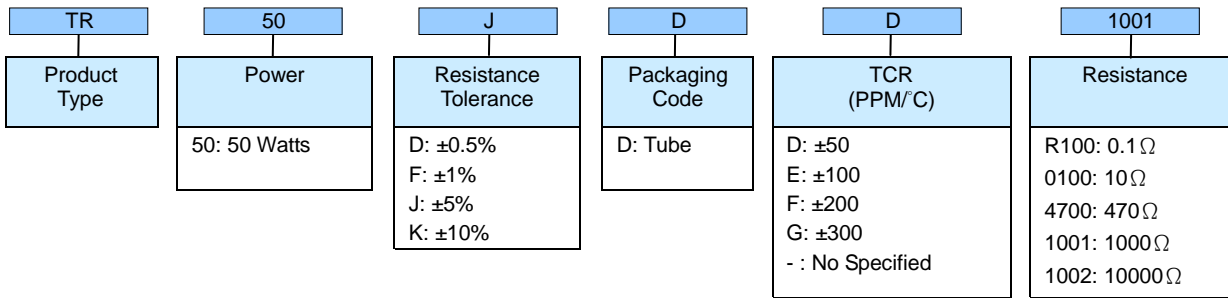 TR 50 J D D 1001
Product
Type
Power
50: 50 Watts
Resistance
Tolerance
D: ±0.5%
F: ±1%
J: ±5%
K: ±10%
Packaging
Code
D: Tube
TCR
(PPM/°C)
D: ±50
E: ±100
F: ±200
G: ±300
- : No Specified
Resistance
R100: 0.1Ω
0100: 10Ω
4700: 470Ω
1001: 1000Ω
1002: 10000Ω